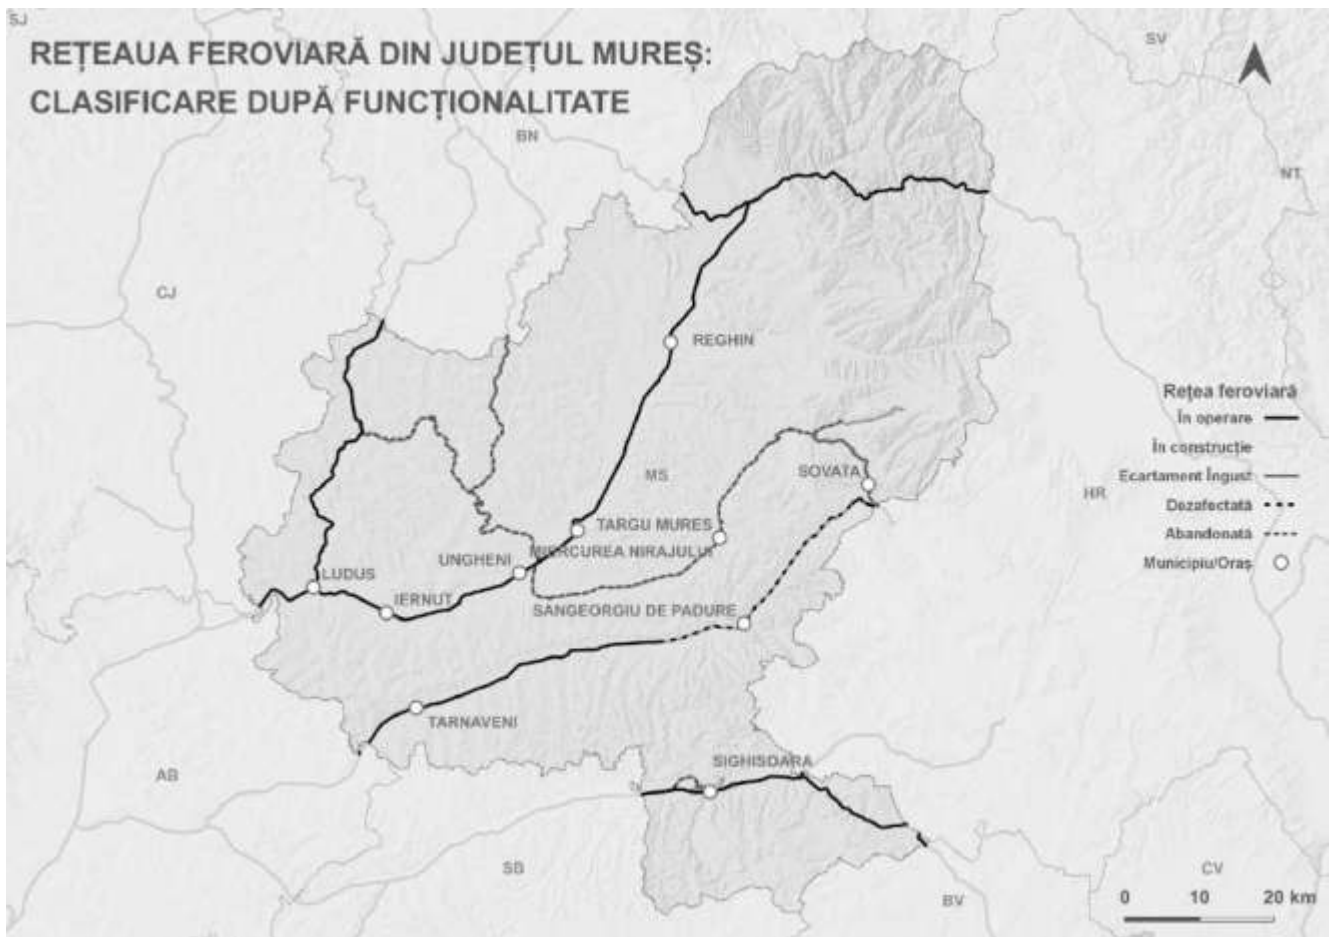 SJ
REȚEAUA FEROVIARĂ DIN JUDEȚUL MUREȘ:
CLASIFICARE DUPĂ FUNCȚIONALITATE
SV
BN
NT
CJ
REGHIN
Rețea feroviară
În operare
În construcție
Ecartament Îngust
Dezafectată
Abandonată
Municipiu/Oraș
MS
SOVATA
HR
TARGU MURES
MIERCUREA NIRAJULUI
UNGHENI
LUDUS
IERNUT
SANGEORGIU DE PADURE
TARNAVENI
SIGHISOARA
AB
SB
BV
CV
0 10 20 km